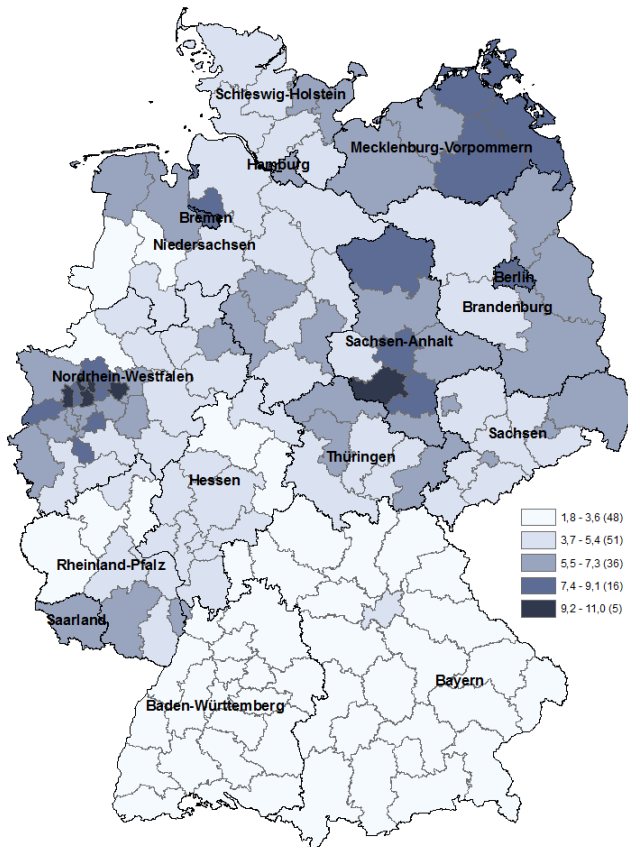 Schleswig-Holstein
Mecklenburg-Vorpommern
Hamburg
Bremen
Niedersachsen
Berlin
Brandenburg
Sachsen-Anhalt
Nordrhein-Westfalen
Sachsen
Thüringen
Hessen
1,8 - 3,6 (48)
3,7 - 5,4 (51)
5,5 - 7,3 (36)
7,4 - 9,1 (16)
9,2 - 11,0 (5)
Rheinland-Pfalz
Saarland
Bayern
Baden-Württemberg